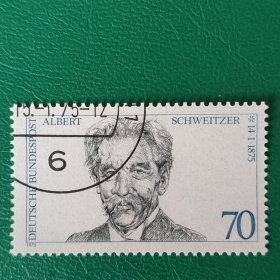 ALBERT SCHWEITZER
DEUTSCHE BUNDESPOST
* 14·1·1875
6
70